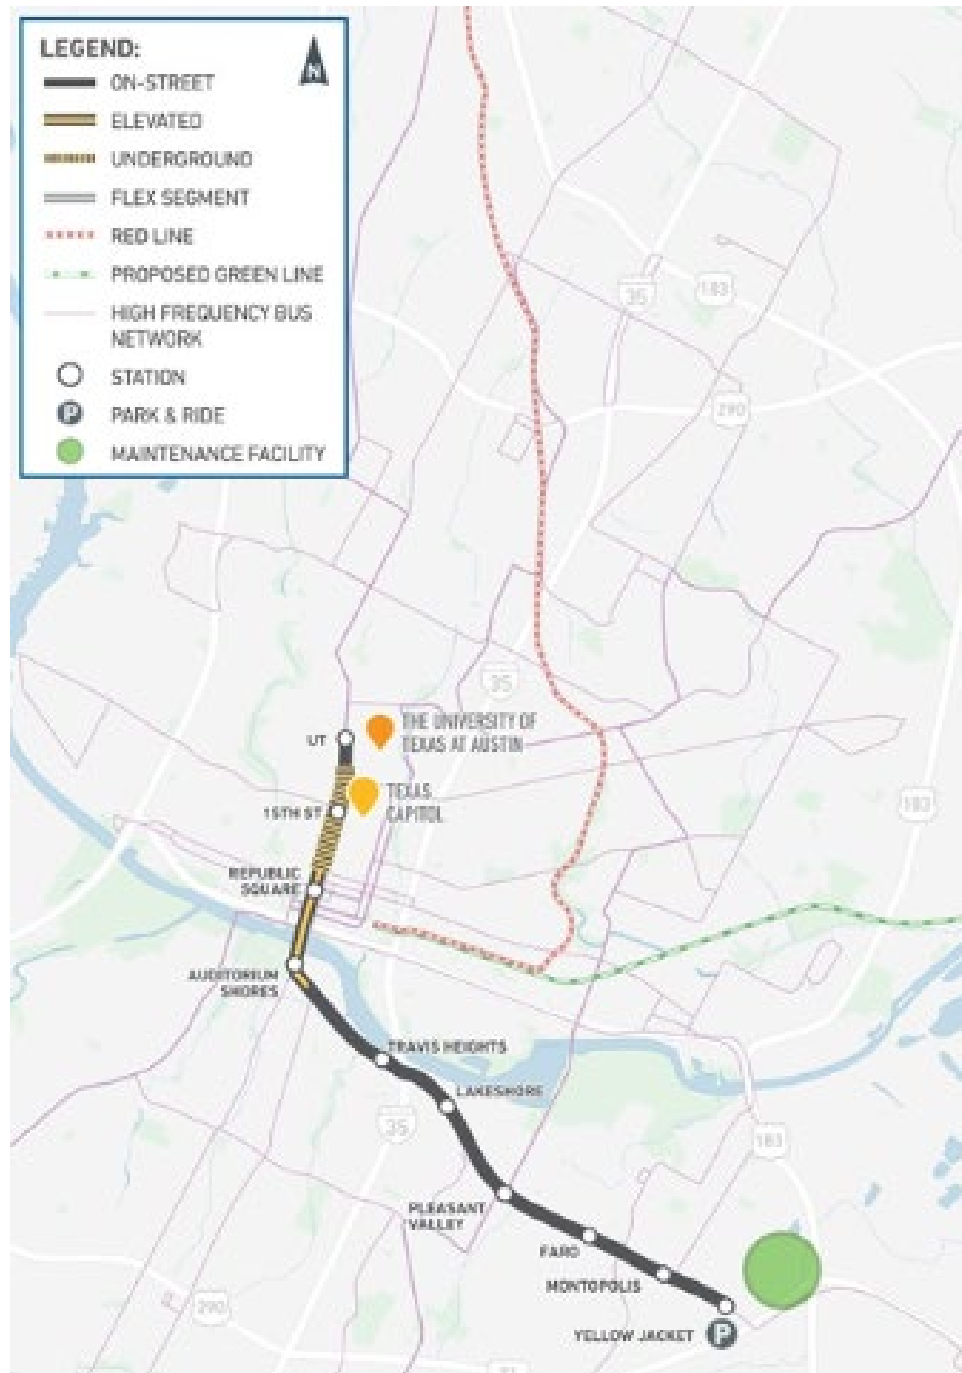 LEGEND:
N
ON-STREET
ELEVATED
UNDERGROUND
FLEX SEGMENT
RED LINE
PROPOSED GREEN LINE
HIGH FREQUENCY BUS
NETWORK
STATION
P
PARK & RIDE
MAINTENANCE FACILITY
35
183
290
35
UT
THE UNIVERSITY OF
TEXAS AT AUSTIN
15TH ST
TEXAS
CAPITOL
183
REPUBLIC
SQUARE
AUDITORIUM
SHORES
TRAVIS HEIGHTS
LAKESHORE
35
183
PLEASANT
VALLEY
FARO
MONTOPOLIS
290
YELLOW JACKET
P